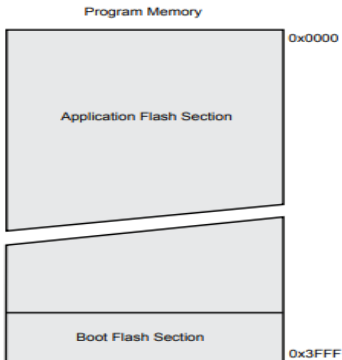 Program Memory
0x0000
Application Flash Section
Boot Flash Section
0x3FFF